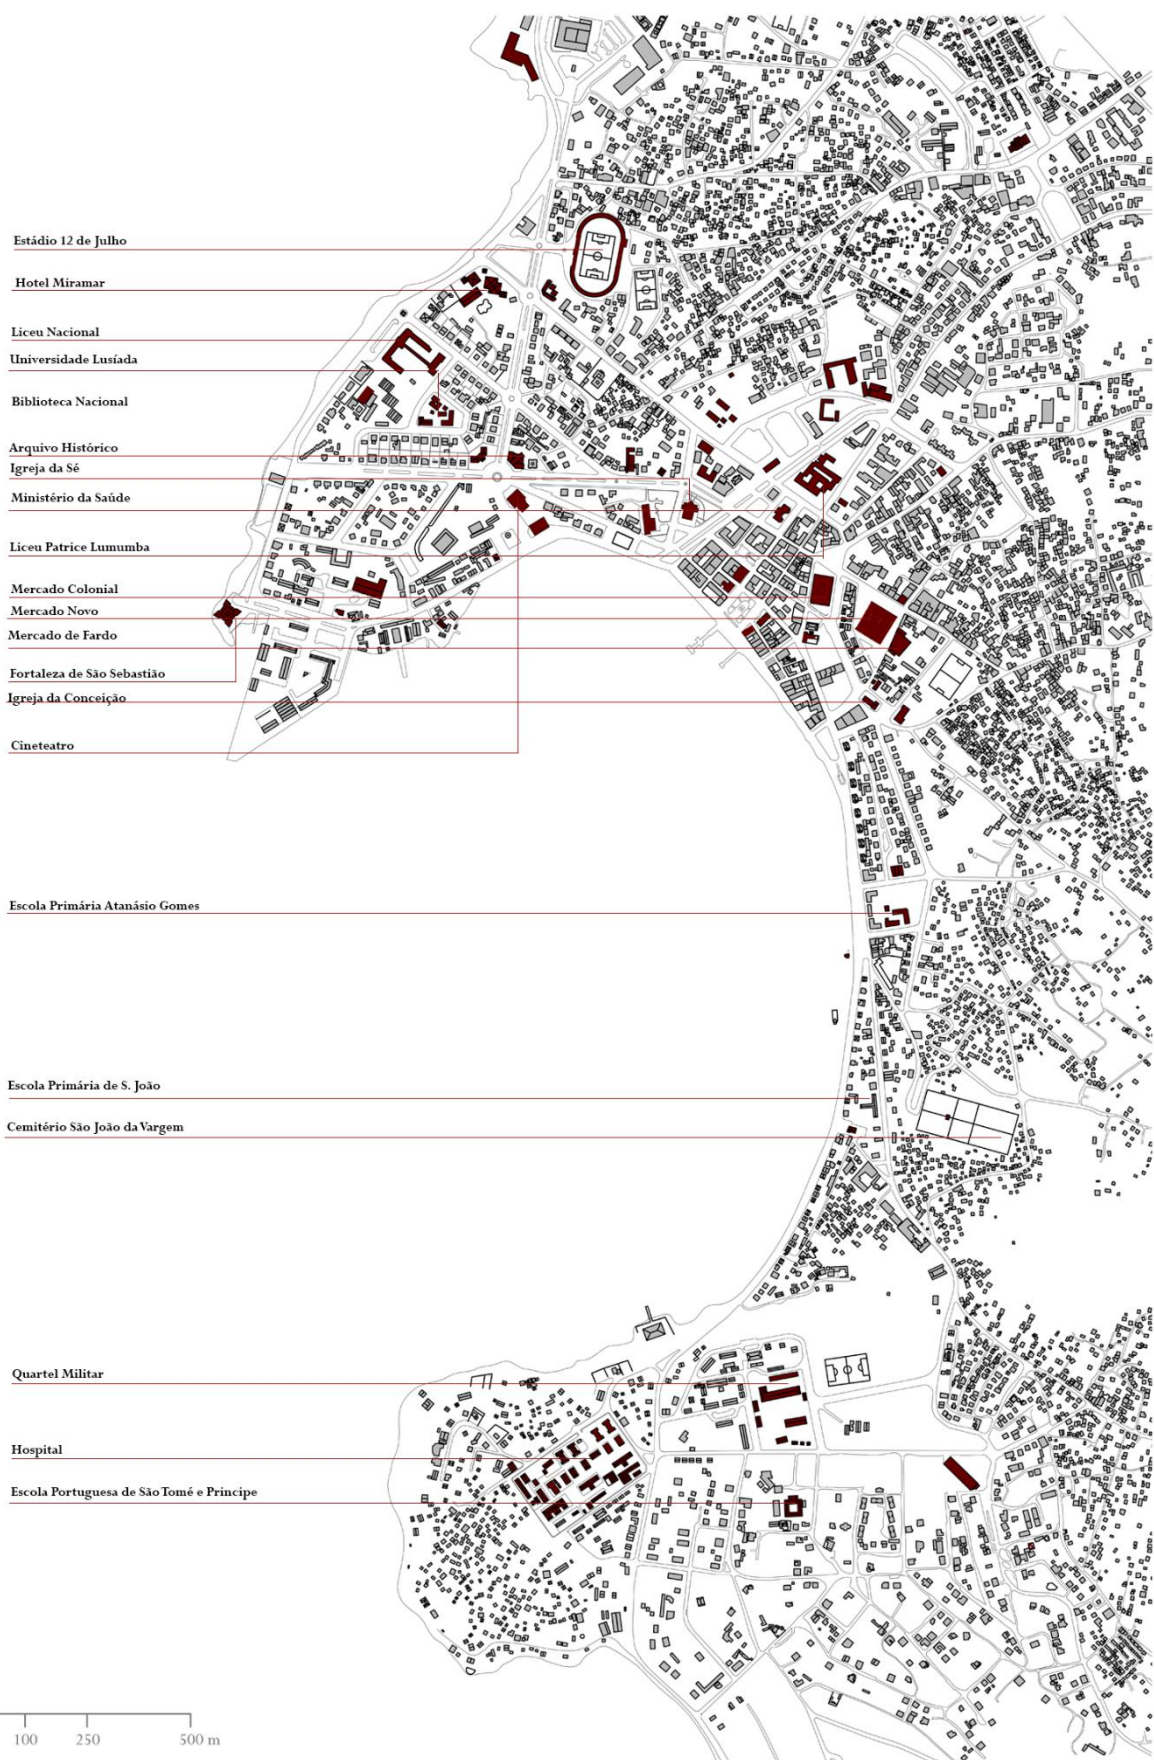 Estádio 12 de Julho
Hotel Miramar
Liceu Nacional
Universidade Lusíada
Biblioteca Nacional
Arquivo Histórico
Igreja da Sé
Ministério da Saúde
Liceu Patrice Lumumba
Mercado Colonial
Mercado Novo
Mercado de Fardo
Fortaleza de São Sebastião
Igreja da Conceição
Cineteatro
Escola Primária Atanásio Gomes
Escola Primária de S. João
Cemitério São João da Vargem
Quartel Militar
Hospital
Escola Portuguesa de São Tomé e Principe
100 250 500 m